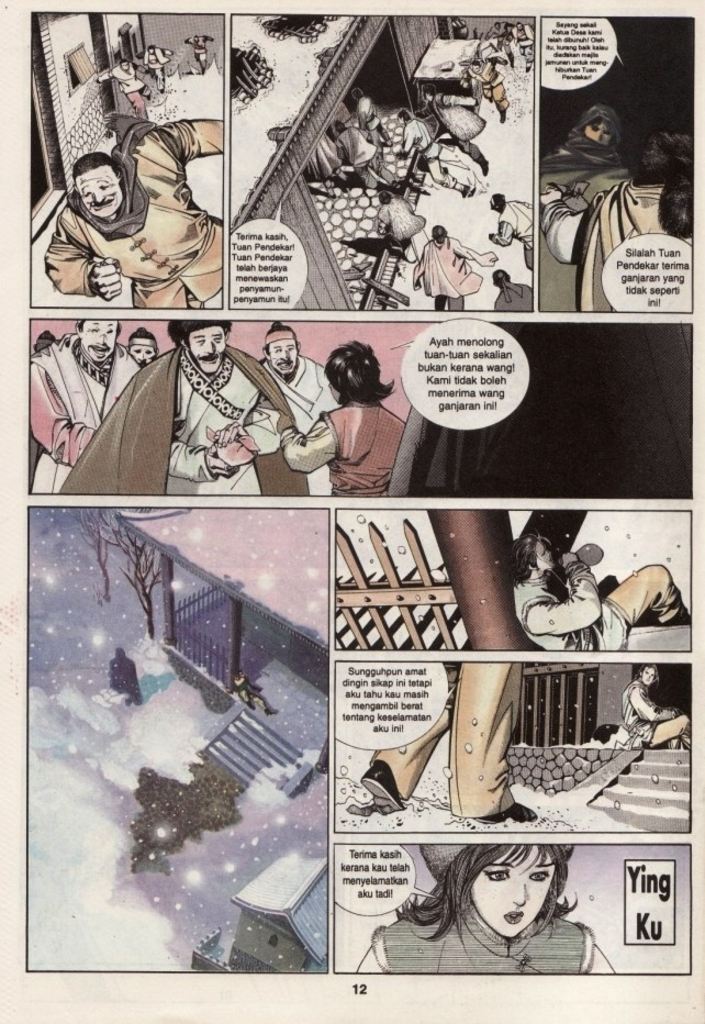 Terima kasih,
Tuan Pendekar!
Tuan Pendekar
telah berjaya
menewaskan
penyamun-
penyamun itu!
Sayang sekali
Ketua Desa kami
telah dibunuh! Oleh
itu, kurang baik kalau
diadakan majlis
jamunan untuk meng-
hiburkan Tuan
Pendekar!
Silalah Tuan
Pendekar terima
ganjaran yang
tidak seperti
ini!
Ayah menolong
tuan-tuan sekalian
bukan kerana wang!
Kami tidak boleh
menerima wang
ganjaran ini!
Sungguhpun amat
dingin sikap ini tetapi
aku tahu kau masih
mengambil berat
tentang keselamatan
aku ini!
Terima kasih
kerana kau telah
menyelamatkan
aku tadi!
Ying
Ku
12